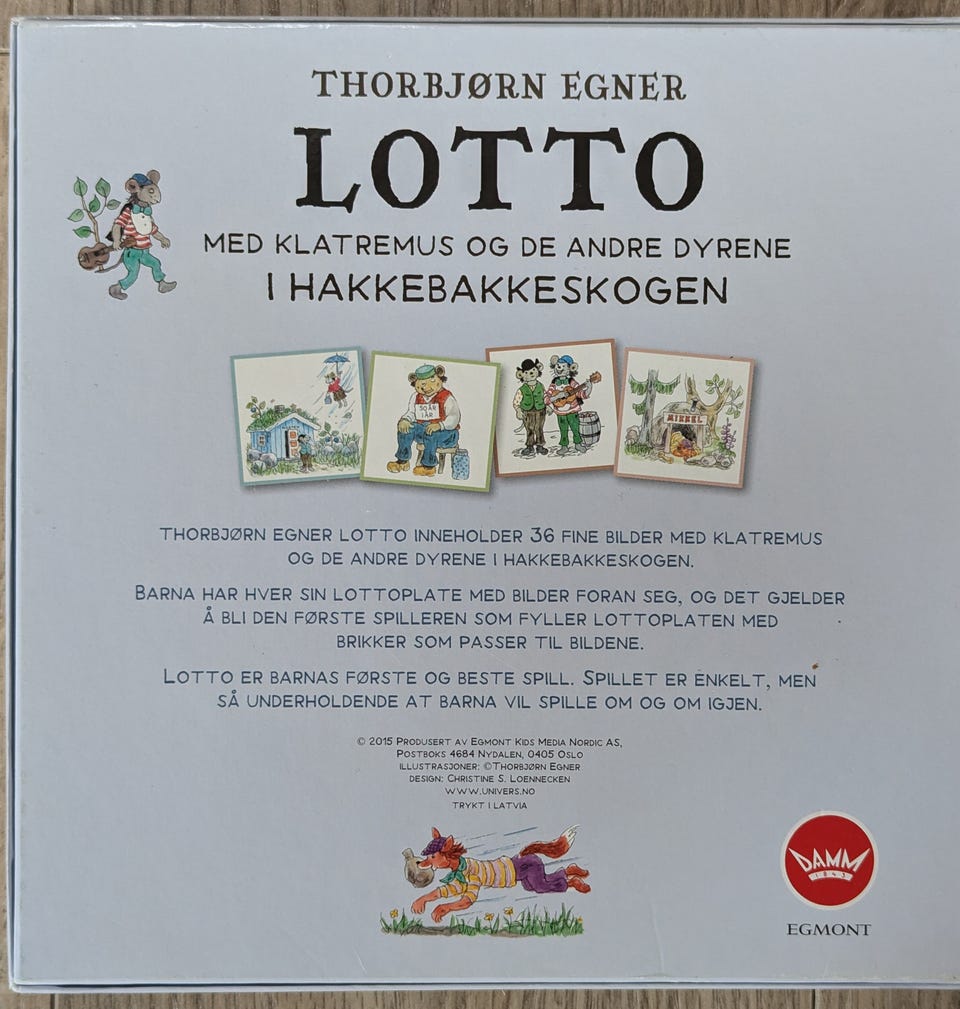 THORBJØRN EGNER
LOTTO
MED KLATREMUS OG DE ANDRE DYRENE
I HAKKEBAKKESKOGEN
50 ÅR
I ÅR
MIKKEL
THORBJØRN EGNER LOTTO INNEHOLDER 36 FINE BILDER MED KLATREMUS
OG DE ANDRE DYRENE I HAKKEBAKKESKOGEN.
BARNA HAR HVER SIN LOTTOPLATE MED BILDER FORAN SEG, OG DET GJELDER
Å BLI DEN FØRSTE SPILLEREN SOM FYLLER LOTTOPLATEN MED
BRIKKER SOM PASSER TIL BILDENE.
LOTTO ER BARNAS FØRSTE OG BESTE SPILL. SPILLET ER ENKELT, MEN
SÅ UNDERHOLDENDE AT BARNA VIL SPILLE OM OG OM IGJEN.
© 2015 PRODUSERT AV EGMONT KIDS MEDIA NORDIC AS,
POSTBOKS 4684 NYDALEN, 0405 OSLO
ILLUSTRASJONER: ©THORBJØRN EGNER
DESIGN: CHRISTINE S. LOENNECKEN
WWW.UNIVERS.NO
TRYKT I LATVIA
DAMM
1843
EGMONT